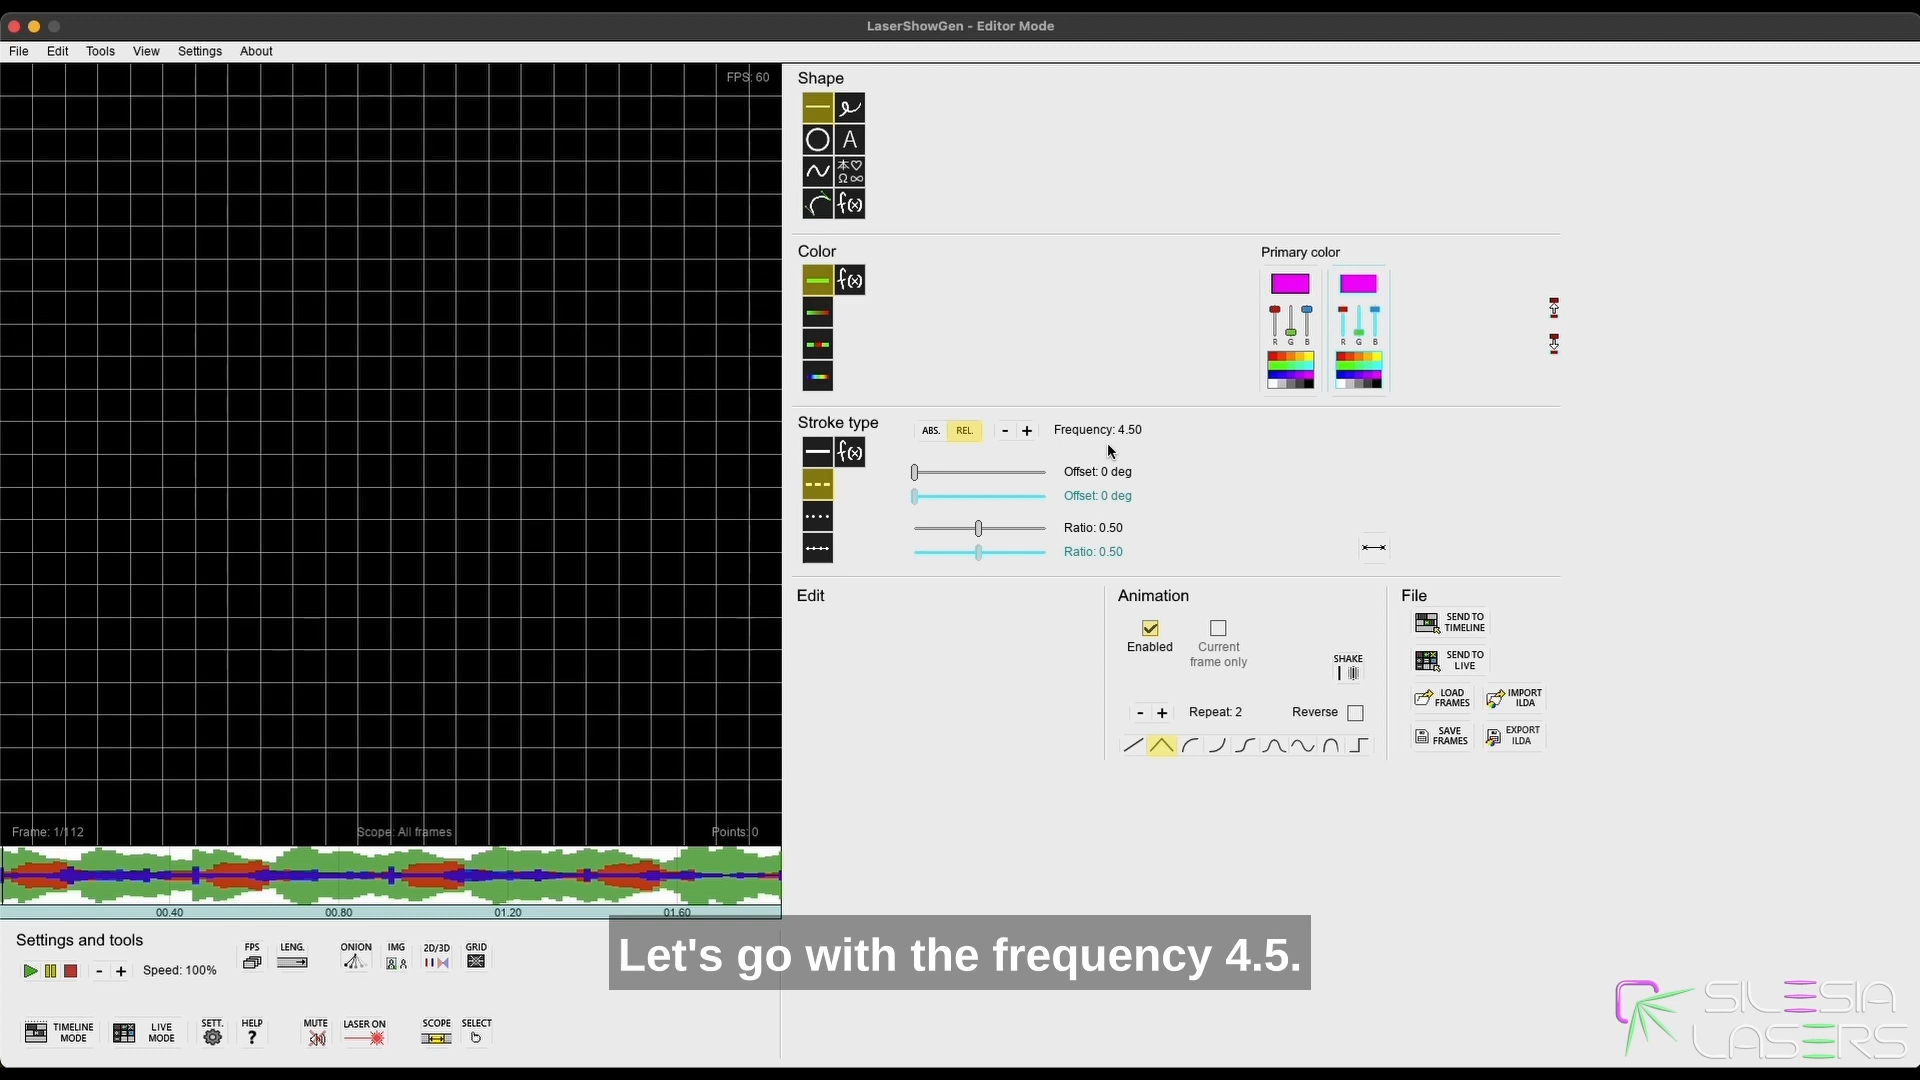 LaserShowGen - Editor Mode
File Edit Tools View Settings About
FPS: 60
Shape
A
本♡
Ω∞
f(x)
Color
f(x)
Primary color
R G B
R G B
Stroke type
f(x)
ABS. REL. - + Frequency: 4.50
Offset: 0 deg
Offset: 0 deg
Ratio: 0.50
Ratio: 0.50
Edit
Animation
Enabled
Current
frame only
SHAKE
- + Repeat: 2 Reverse
File
SEND TO
TIMELINE
SEND TO
LIVE
LOAD
FRAMES
IMPORT
ILDA
SAVE
FRAMES
EXPORT
ILDA
Frame: 1/112 Scope: All frames Points: 0
00.40 00.80 01.20 01.60
Settings and tools
- + Speed: 100%
FPS LENG. ONION IMG 2D/3D GRID
TIMELINE
MODE
LIVE
MODE
SETT. HELP
?
MUTE LASER ON SCOPE SELECT
Let's go with the frequency 4.5.
SILESIA
LASERS